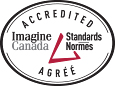 ACCREDITED
Imagine Canada
Standards Normes
AGRÉÉ